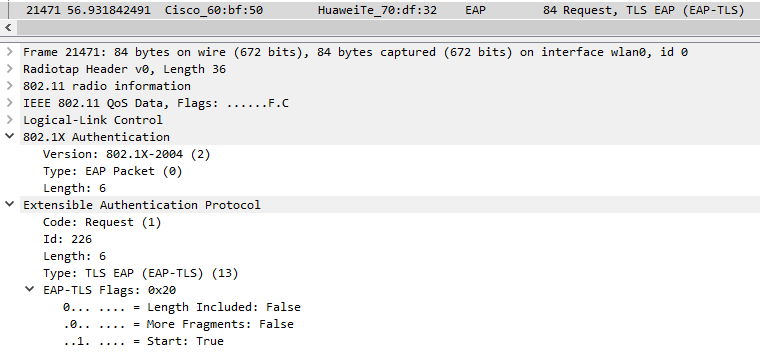 21471 56.931842491 Cisco_60:bf:50 HuaweiTe_70:df:32 EAP 84 Request, TLS EAP (EAP-TLS)
Frame 21471: 84 bytes on wire (672 bits), 84 bytes captured (672 bits) on interface wlan0, id 0
Radiotap Header v0, Length 36
802.11 radio information
IEEE 802.11 QoS Data, Flags: ......F.C
Logical-Link Control
802.1X Authentication
Version: 802.1X-2004 (2)
Type: EAP Packet (0)
Length: 6
Extensible Authentication Protocol
Code: Request (1)
Id: 226
Length: 6
Type: TLS EAP (EAP-TLS) (13)
EAP-TLS Flags: 0x20
0... .... = Length Included: False
.0.. .... = More Fragments: False
..1. .... = Start: True